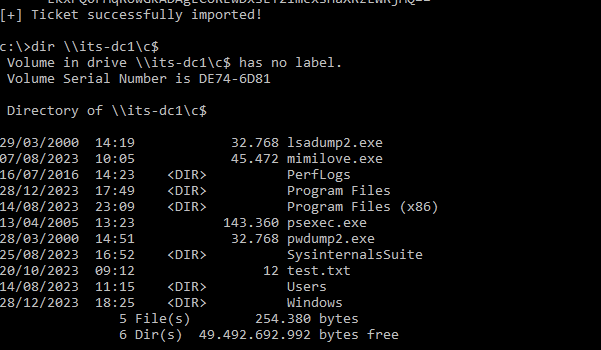 [+] Ticket successfully imported!
c:\>dir \\its-dc1\c$
Volume in drive \\its-dc1\c$ has no label.
Volume Serial Number is DE74-6D81
Directory of \\its-dc1\c$
29/03/2000  14:19            32.768 lsadump2.exe
07/08/2023  10:05            45.472 mimilove.exe
16/07/2016  14:23    <DIR>          PerfLogs
28/12/2023  17:49    <DIR>          Program Files
14/08/2023  23:09    <DIR>          Program Files (x86)
13/04/2005  13:23           143.360 psexec.exe
28/03/2000  14:51            32.768 pwdump2.exe
25/08/2023  16:52    <DIR>          SysinternalsSuite
20/10/2023  09:12                12 test.txt
14/08/2023  11:15    <DIR>          Users
28/12/2023  18:25    <DIR>          Windows
5 File(s)        254.380 bytes
6 Dir(s)  49.492.692.992 bytes free